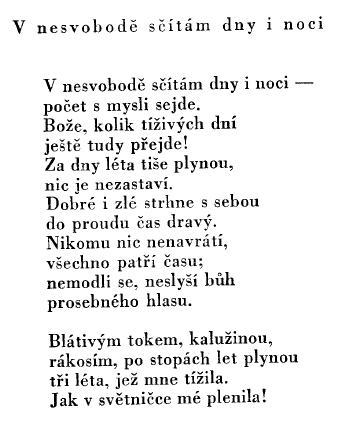 V nesvobodě sčítám dny i noci
V nesvobodě sčítám dny i noci —
počet s mysli sejde.
Bože, kolik tíživých dní
ještě tudy přejde!
Za dny léta tiše plynou,
nic je nezastaví.
Dobré i zlé strhne s sebou
do proudu čas dravý.
Nikomu nic nenavrátí,
všechno patří času;
nemodli se, neslyší bůh
prosebného hlasu.
Blátivým tokem, kalužinou,
rákosím, po stopách let plynou
tři léta, jež mne tížila.
Jak v světničce mé plenila!